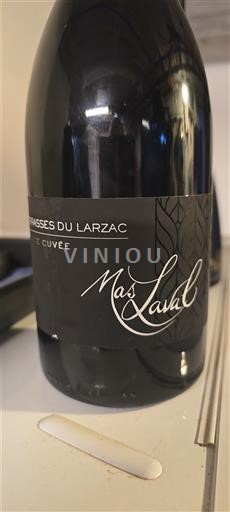 RRASSES DU LARZAC
E CUVÉE
VINIOU
Mas Laval